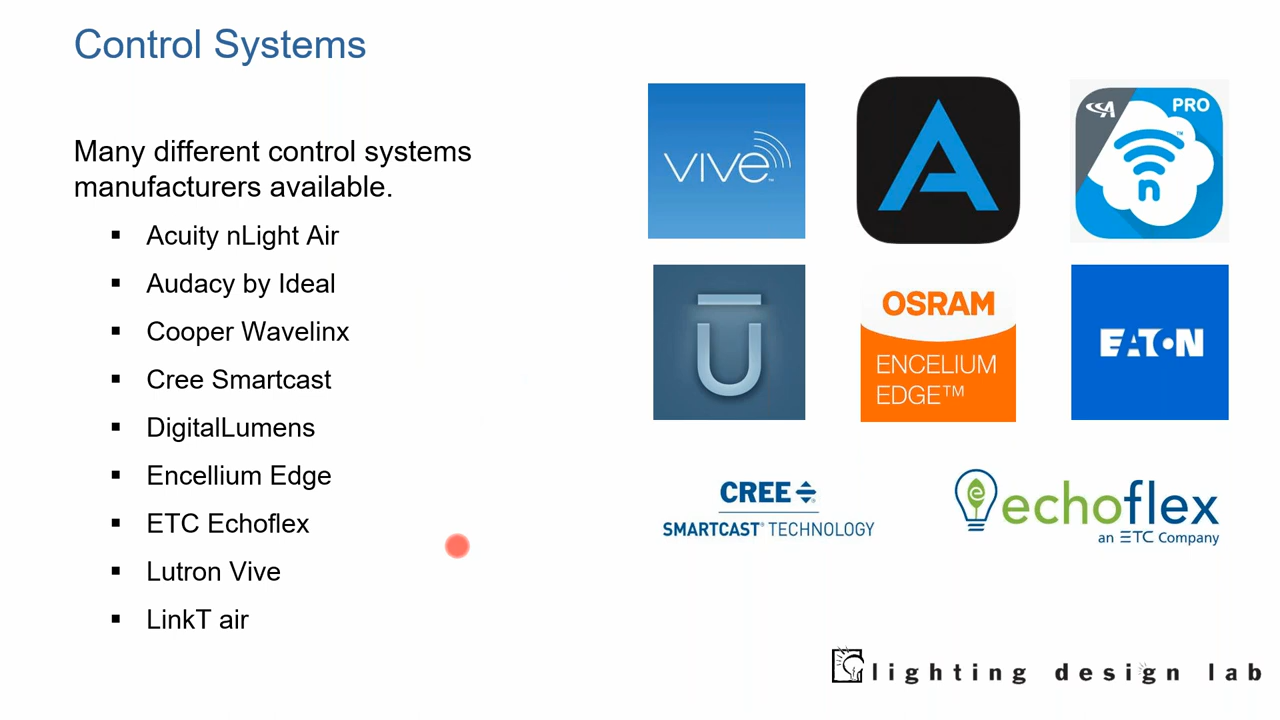 Control Systems
Many different control systems
manufacturers available.
▪ Acuity nLight Air
▪ Audacy by Ideal
▪ Cooper Wavelinx
▪ Cree Smartcast
▪ DigitalLumens
▪ Encellium Edge
▪ ETC Echoflex
▪ Lutron Vive
▪ LinkT air
VIVE™
A
PRO
n
Ū
OSRAM
ENCELIUM
EDGE™
EATON
CREE
SMARTCAST® TECHNOLOGY
echoflex
an ETC Company
lighting design lab